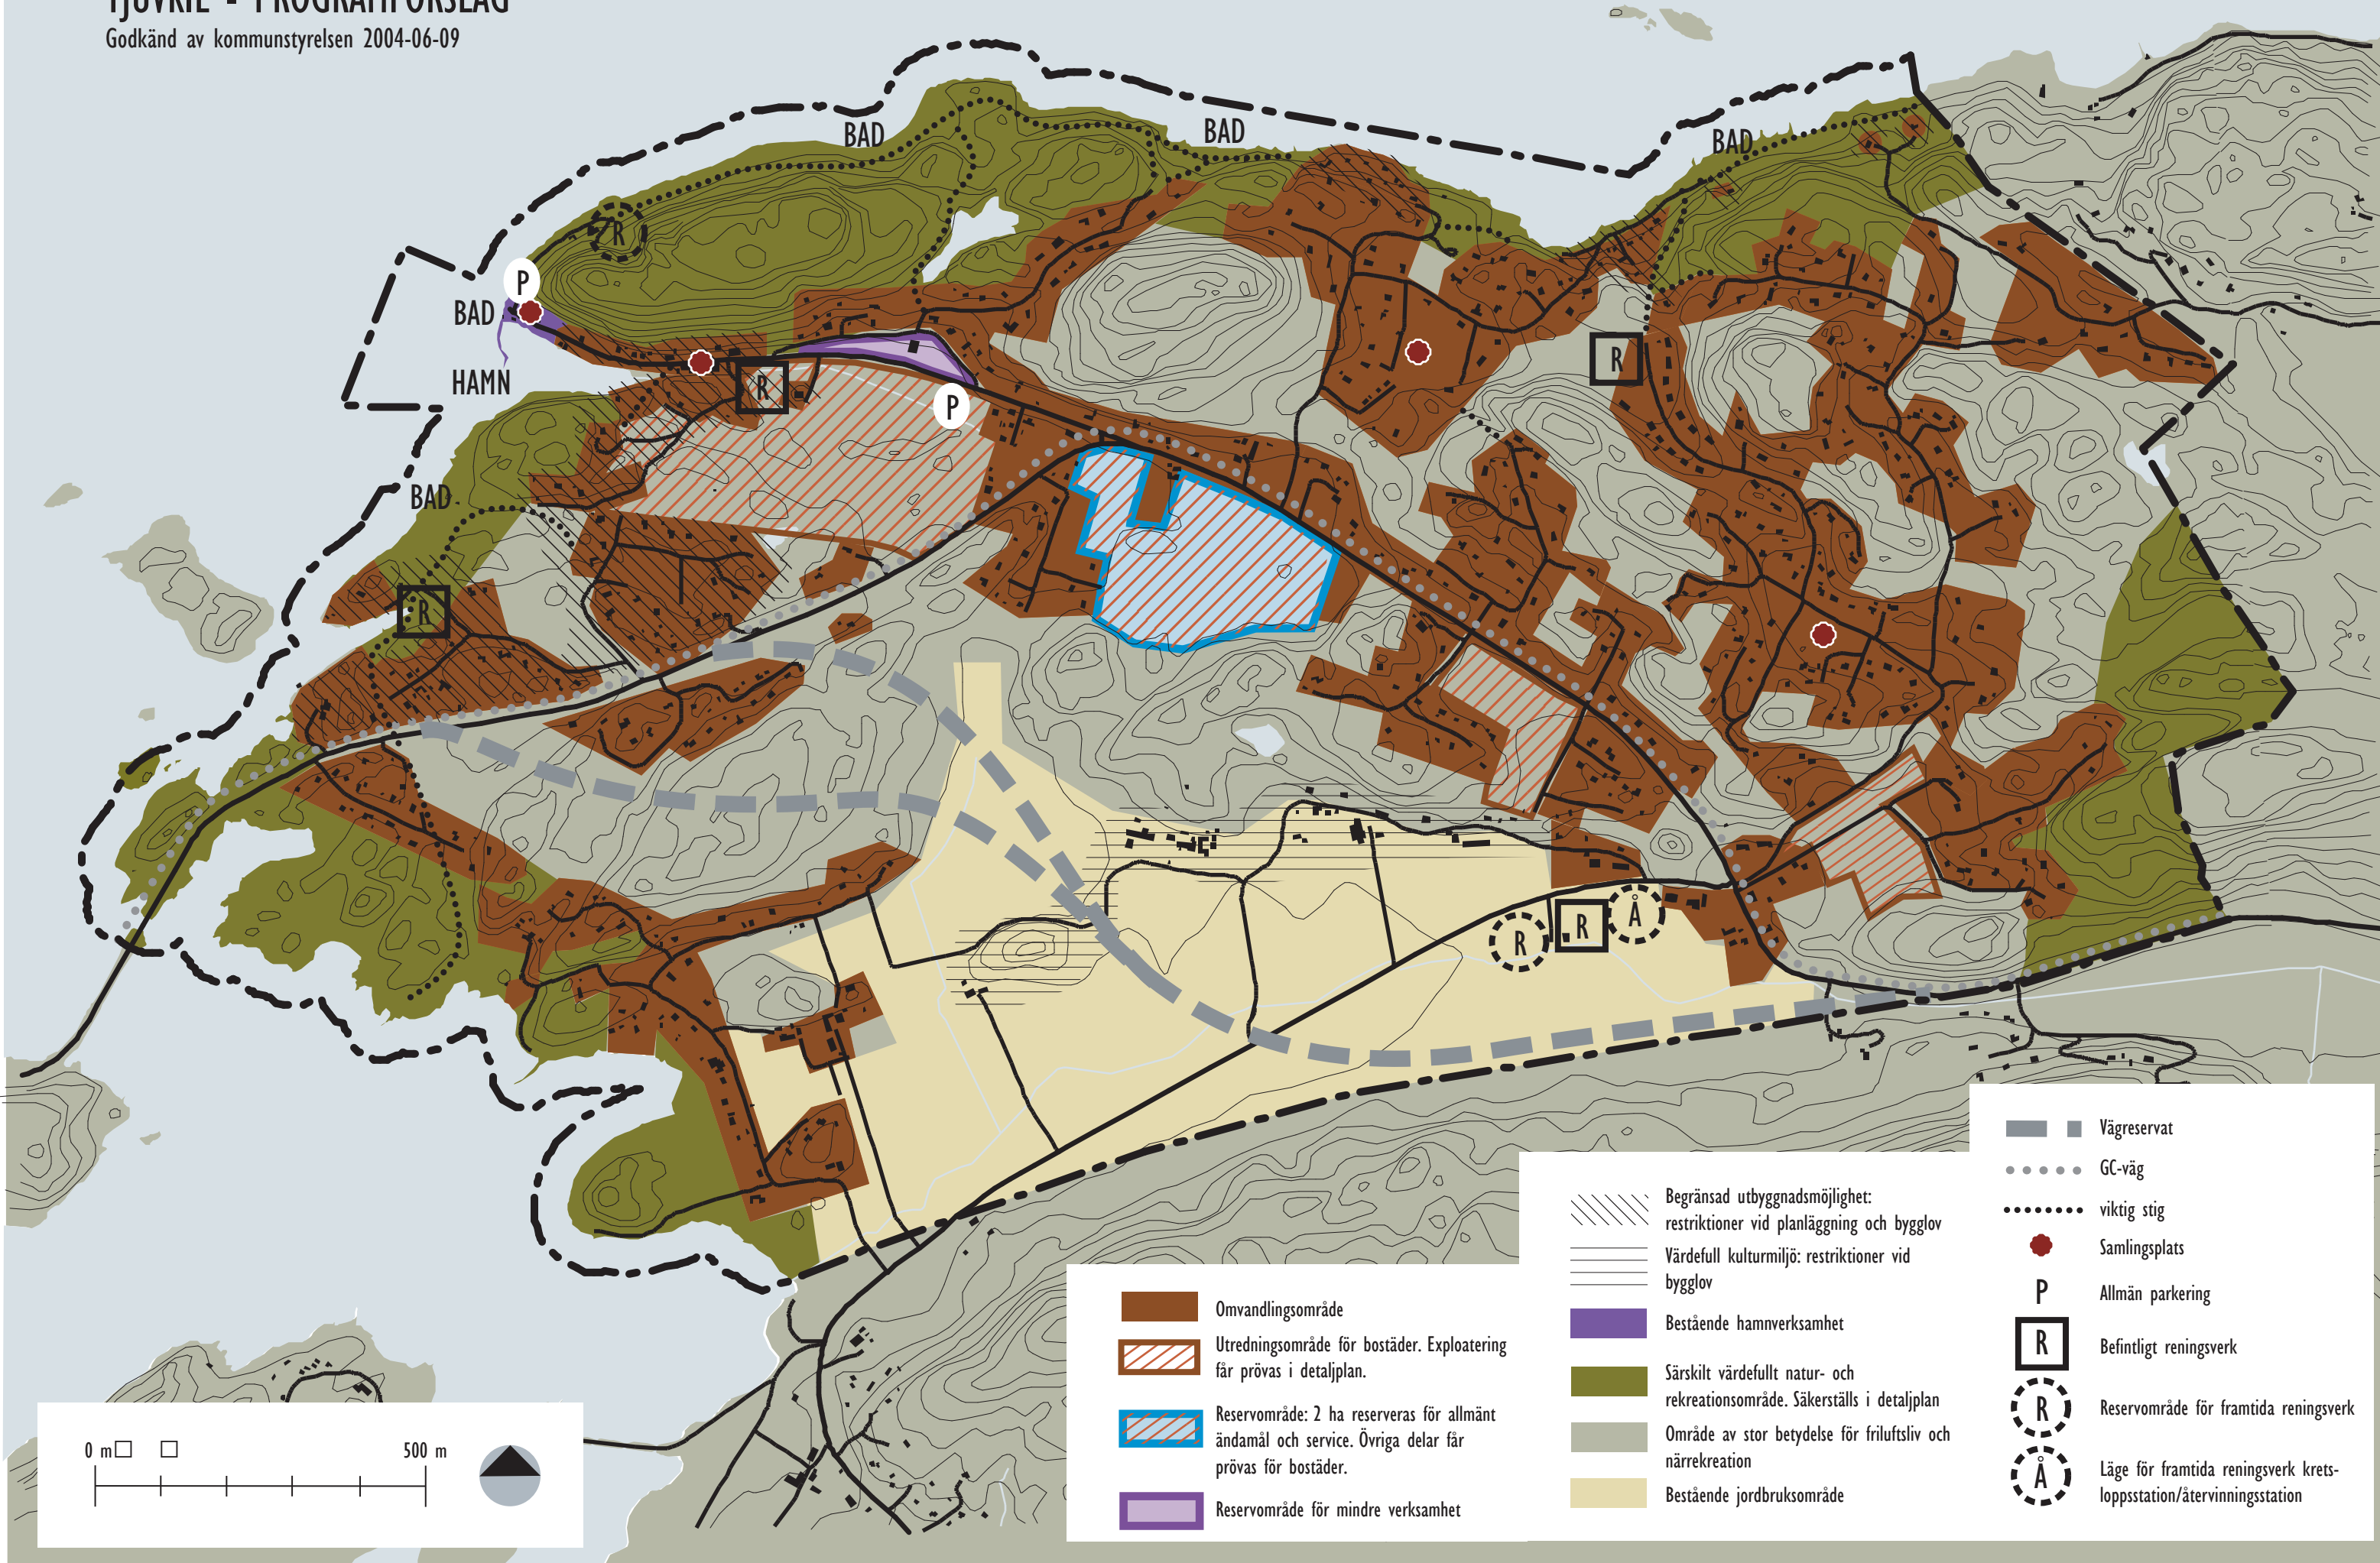 TJUVKIL - PROGRAMFÖRSLAG
Godkänd av kommunstyrelsen 2004-06-09
BAD
BAD
BAD
R
P
BAD
HAMN
R
P
R
BAD
R
R
R
Å
0 m
500 m
Omvandlingsområde
Utredningsområde för bostäder. Exploatering
får prövas i detaljplan.
Reservområde: 2 ha reserveras för allmänt
ändamål och service. Övriga delar får
prövas för bostäder.
Reservområde för mindre verksamhet
Begränsad utbyggnadsmöjlighet:
restriktioner vid planläggning och bygglov
Värdefull kulturmiljö: restriktioner vid
bygglov
Bestående hamnverksamhet
Särskilt värdefullt natur- och
rekreationsområde. Säkerställs i detaljplan
Område av stor betydelse för friluftsliv och
närrekreation
Bestående jordbruksområde
Vägreservat
GC-väg
viktig stig
Samlingsplats
P Allmän parkering
R Befintligt reningsverk
R Reservområde för framtida reningsverk
Å Läge för framtida reningsverk krets-
loppsstation/återvinningsstation